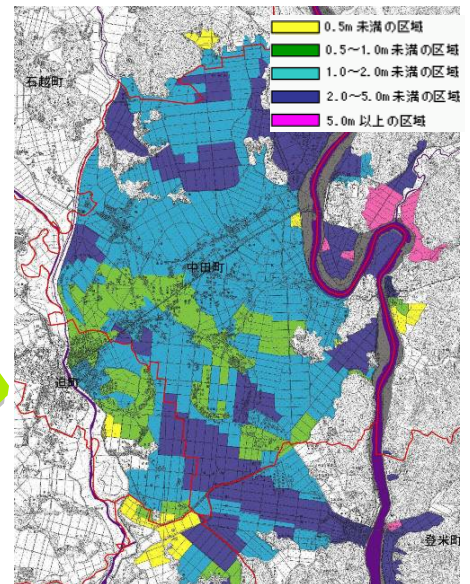 0.5m 未満の区域
0.5～1.0m 未満の区域
1.0～2.0m 未満の区域
2.0～5.0m 未満の区域
5.0m 以上の区域
石越町
中田町
迫町
登米町